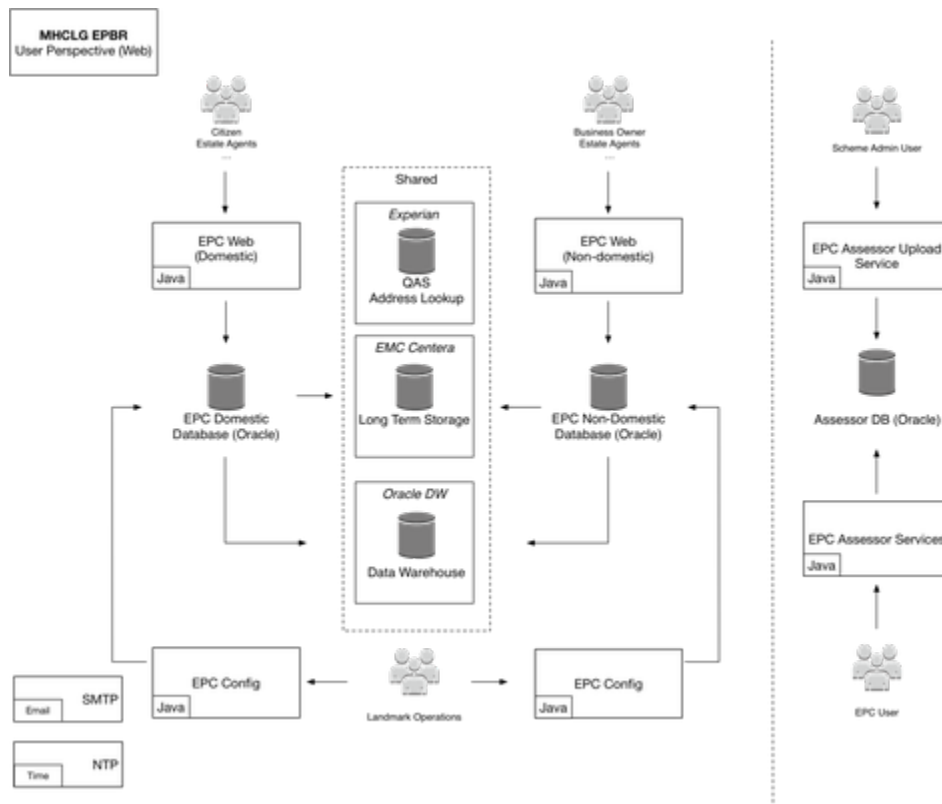 MHCLG EPBR
User Perspective (Web)
Citizen
Estate Agents
...
Business Owner
Estate Agents
...
Scheme Admin User
Shared
Experian
QAS
Address Lookup
EPC Web
(Domestic)
Java
EPC Web
(Non-domestic)
Java
EPC Assessor Upload
Service
Java
EMC Centera
Long Term Storage
EPC Domestic
Database (Oracle)
EPC Non-Domestic
Database (Oracle)
Assessor DB (Oracle)
Oracle DW
Data Warehouse
EPC Assessor Services
Java
EPC Config
Java
Landmark Operations
EPC Config
Java
EPC User
SMTP
Email
NTP
Time